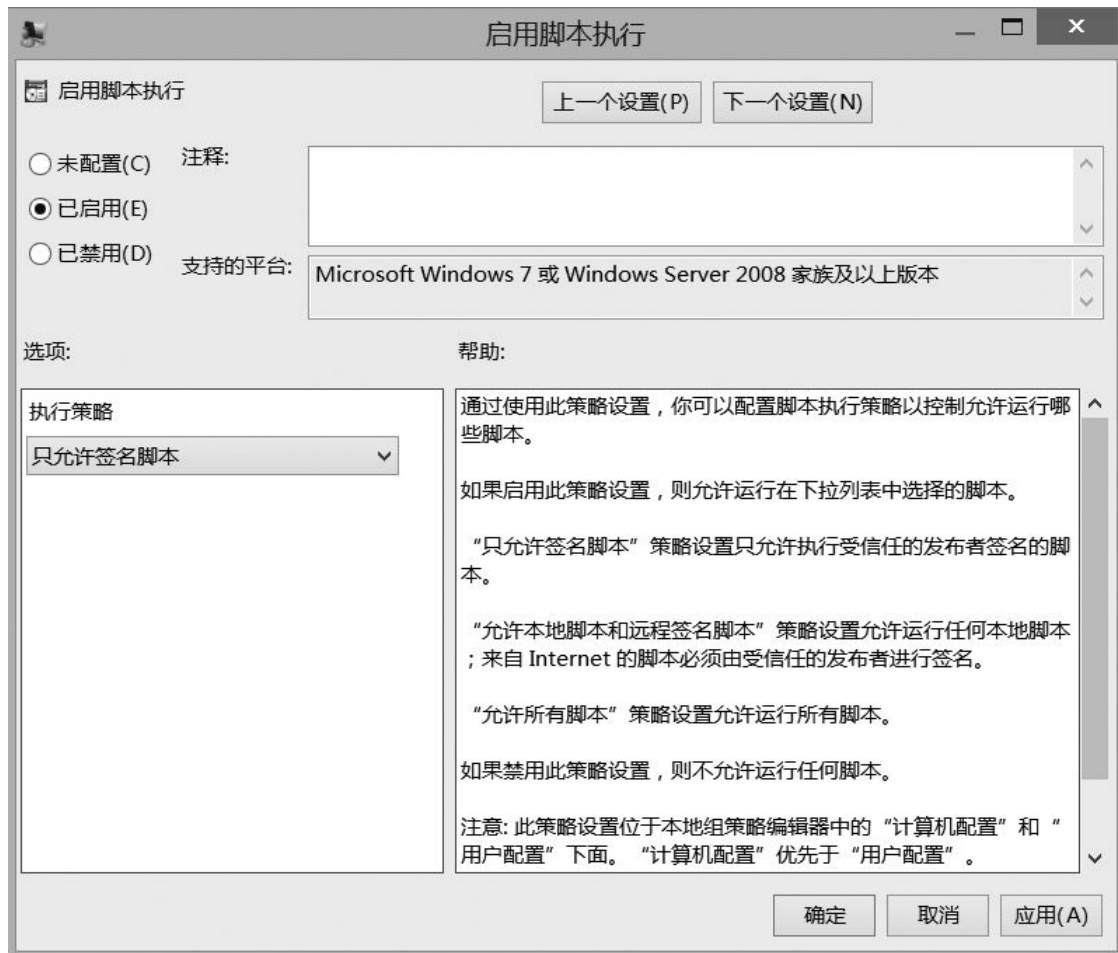 启用脚本执行
启用脚本执行
上一个设置(P)
下一个设置(N)
未配置(C)
注释:
已启用(E)
已禁用(D)
支持的平台:
Microsoft Windows 7 或 Windows Server 2008 家族及以上版本
选项:
帮助:
执行策略
只允许签名脚本
通过使用此策略设置，你可以配置脚本执行策略以控制允许运行哪
些脚本。
如果启用此策略设置，则允许运行在下拉列表中选择的脚本。
“只允许签名脚本”策略设置只允许执行受信任的发布者签名的脚
本。
“允许本地脚本和远程签名脚本”策略设置允许运行任何本地脚本
；来自 Internet 的脚本必须由受信任的发布者进行签名。
“允许所有脚本”策略设置允许运行所有脚本。
如果禁用此策略设置，则不允许运行任何脚本。
注意: 此策略设置位于本地组策略编辑器中的“计算机配置”和“
用户配置”下面。“计算机配置”优先于“用户配置”。
确定
取消
应用(A)